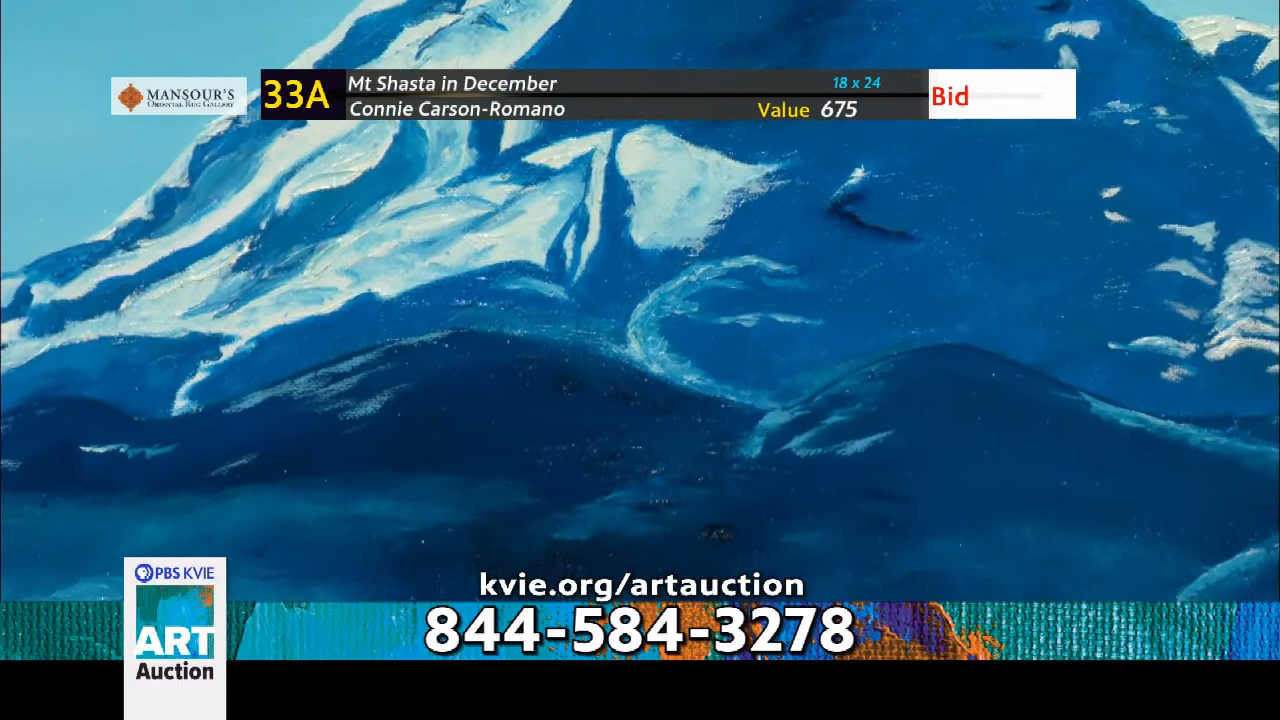 MANSOUR'S
ORIENTAL RUG GALLERY
33A
Mt Shasta in December
18 x 24
Connie Carson-Romano
Value 675
Bid
kvie.org/artauction
844-584-3278
PBS KVIE
ART
Auction